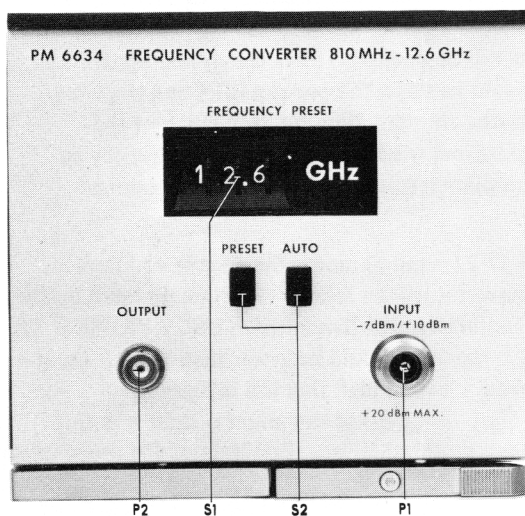 PM 6634 FREQUENCY CONVERTER 810 MHz - 12.6 GHz
FREQUENCY PRESET
1 2.6 GHz
PRESET AUTO
OUTPUT
INPUT
-7dBm/+10dBm
+20 dBm MAX.
P2 S1 S2 P1